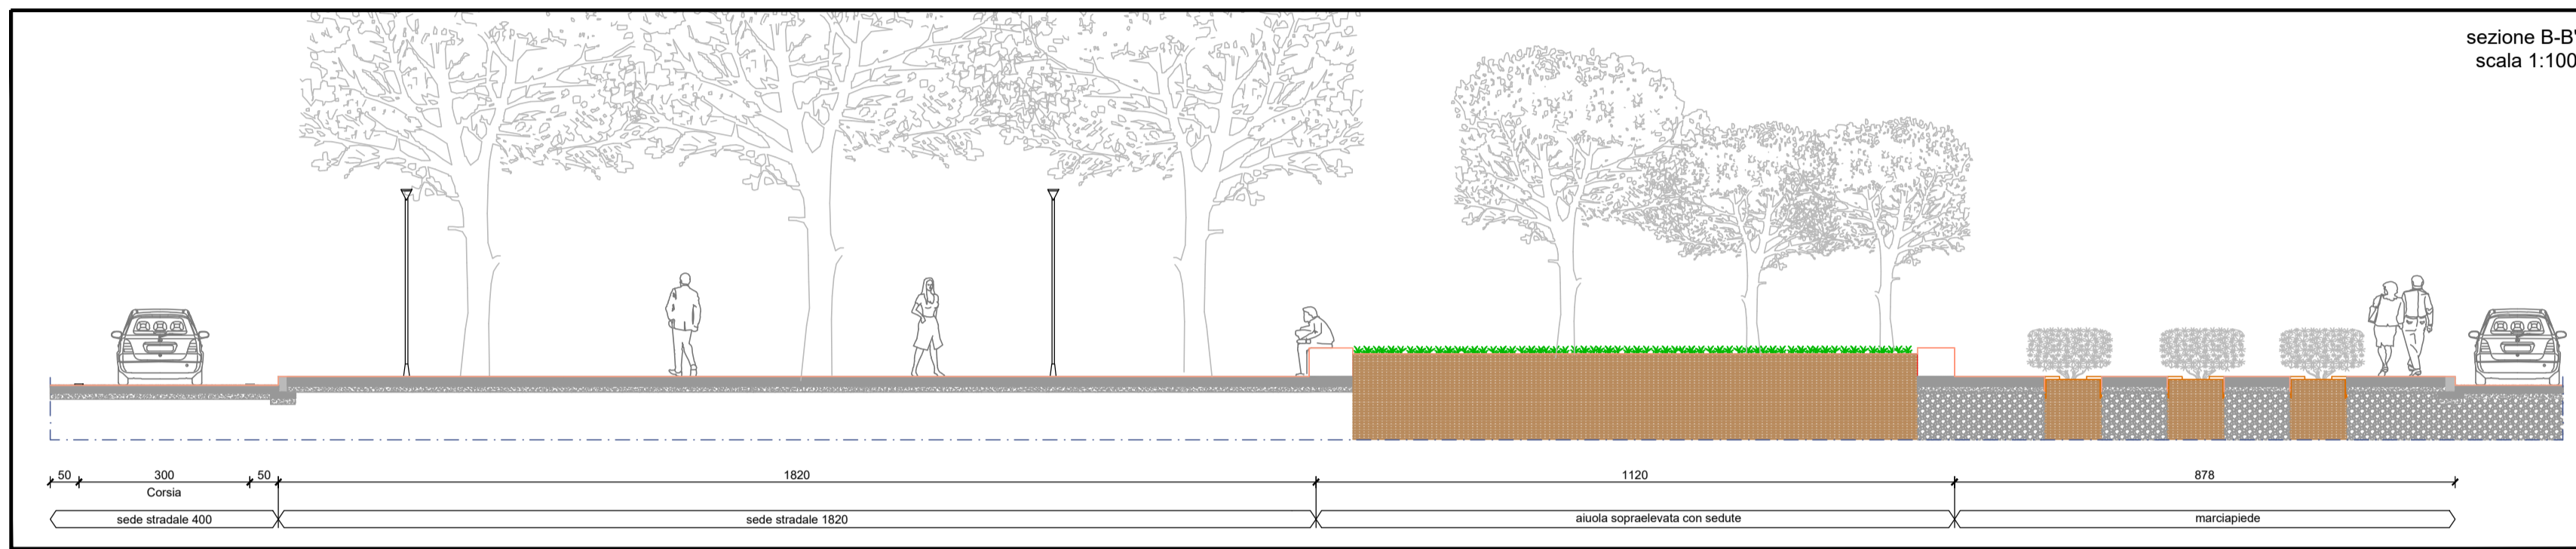 sezione B-B'
scala 1:100
50 300 50 1820 1120 878
Corsia
sede stradale 400 sede stradale 1820 aiuola sopraelevata con sedute marciapiede